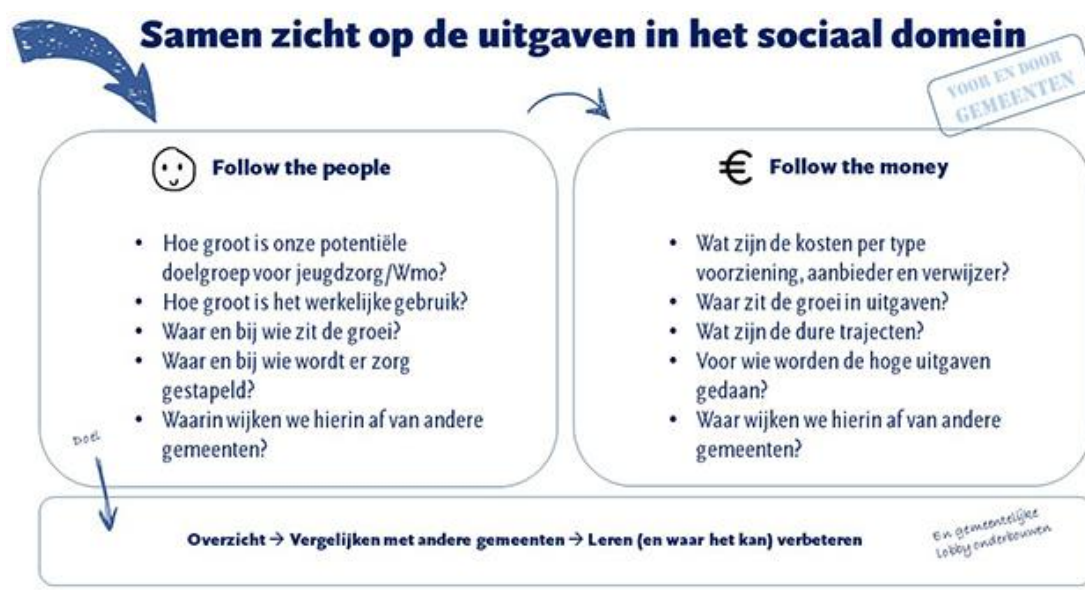 Samen zicht op de uitgaven in het sociaal domein
VOOR EN DOOR
GEMEENTEN
Follow the people
• Hoe groot is onze potentiële
doelgroep voor jeugdzorg/Wmo?
• Hoe groot is het werkelijke gebruik?
• Waar en bij wie zit de groei?
• Waar en bij wie wordt er zorg
gestapeld?
• Waarin wijken we hierin af van andere
gemeenten?
€ Follow the money
• Wat zijn de kosten per type
voorziening, aanbieder en verwijzer?
• Waar zit de groei in uitgaven?
• Wat zijn de dure trajecten?
• Voor wie worden de hoge uitgaven
gedaan?
• Waar wijken we hierin af van andere
gemeenten?
Doel
Overzicht → Vergelijken met andere gemeenten → Leren (en waar het kan) verbeteren
En gemeentelijke
Lobby onderbouwen